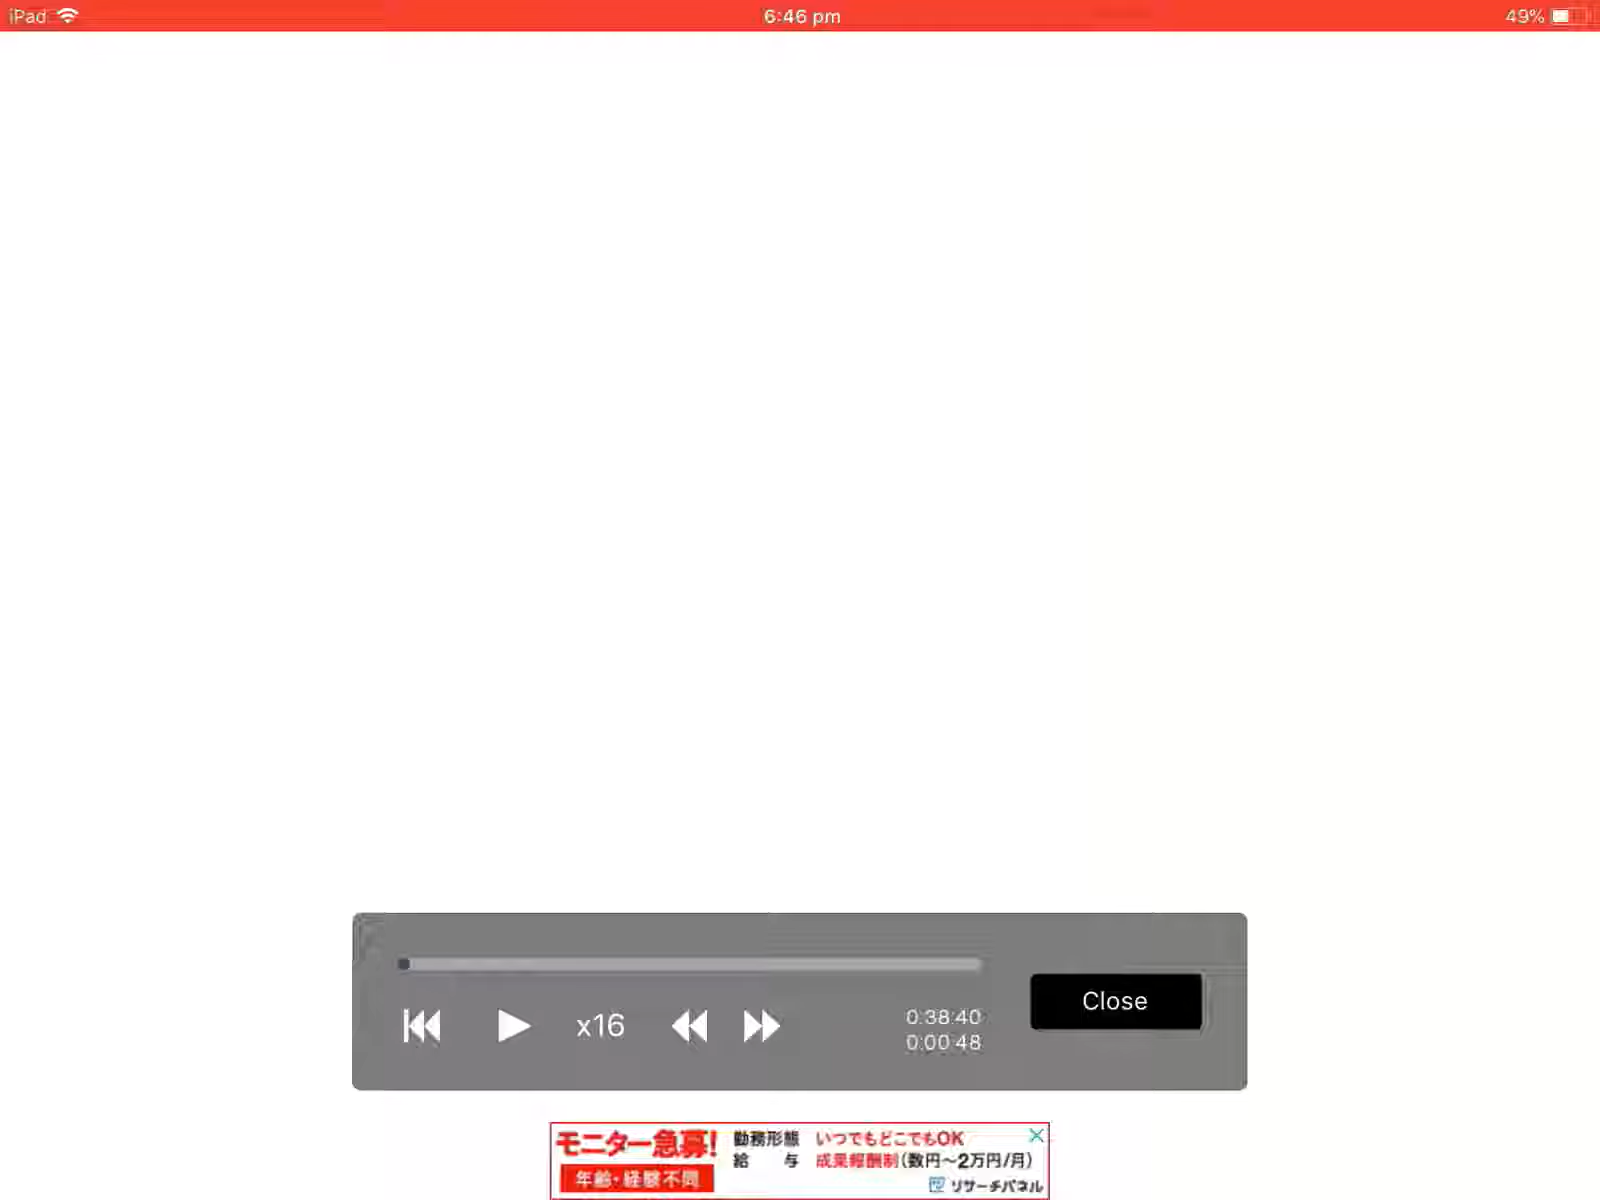 iPad 6:46 pm 49%
x16 0:38:40
0:00:48
Close
モニター急募!
年齢・経験不同
勤務形態 いつでもどこでもOK
給 与 成果報酬制(数円〜2万円/月)
リサーチパネル